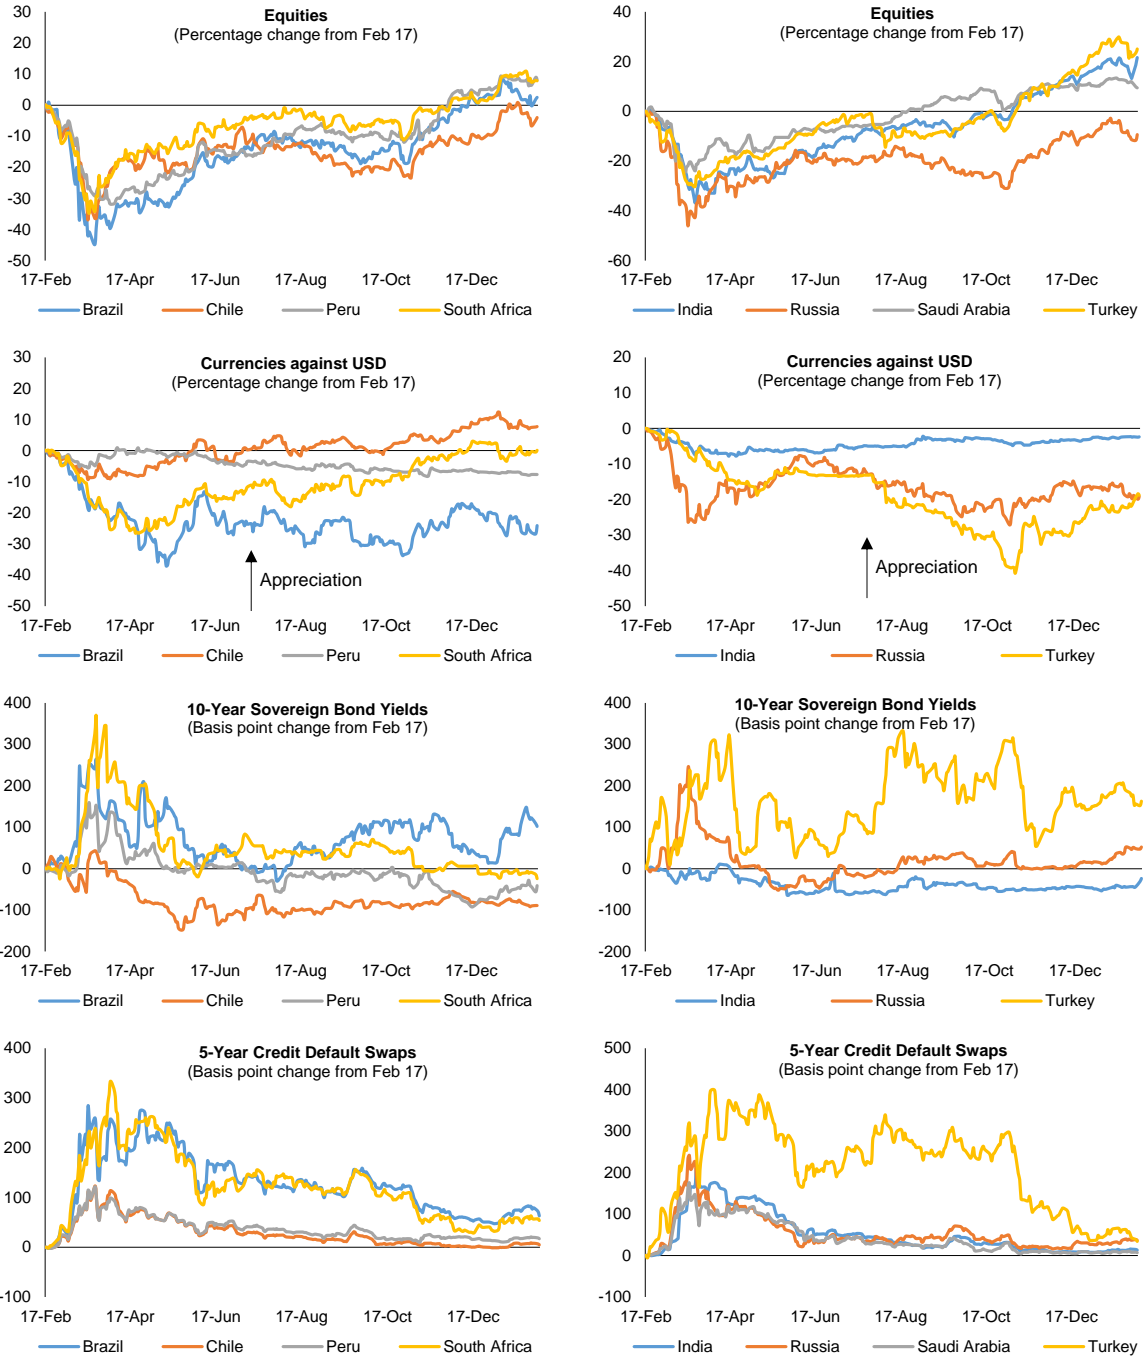 Equities
(Percentage change from Feb 17)
30
20
10
0
-10
-20
-30
-40
-50
17-Feb 17-Apr 17-Jun 17-Aug 17-Oct 17-Dec
Brazil Chile Peru South Africa
Equities
(Percentage change from Feb 17)
40
20
0
-20
-40
-60
17-Feb 17-Apr 17-Jun 17-Aug 17-Oct 17-Dec
India Russia Saudi Arabia Turkey
Currencies against USD
(Percentage change from Feb 17)
30
20
10
0
-10
-20
-30
-40
-50
Appreciation
17-Feb 17-Apr 17-Jun 17-Aug 17-Oct 17-Dec
Brazil Chile Peru South Africa
Currencies against USD
(Percentage change from Feb 17)
20
10
0
-10
-20
-30
-40
-50
Appreciation
17-Feb 17-Apr 17-Jun 17-Aug 17-Oct 17-Dec
India Russia Turkey
10-Year Sovereign Bond Yields
(Basis point change from Feb 17)
400
300
200
100
0
-100
-200
17-Feb 17-Apr 17-Jun 17-Aug 17-Oct 17-Dec
Brazil Chile Peru South Africa
10-Year Sovereign Bond Yields
(Basis point change from Feb 17)
400
300
200
100
0
-100
-200
17-Feb 17-Apr 17-Jun 17-Aug 17-Oct 17-Dec
India Russia Turkey
5-Year Credit Default Swaps
(Basis point change from Feb 17)
400
300
200
100
0
-100
17-Feb 17-Apr 17-Jun 17-Aug 17-Oct 17-Dec
Brazil Chile Peru South Africa
5-Year Credit Default Swaps
(Basis point change from Feb 17)
500
400
300
200
100
0
-100
17-Feb 17-Apr 17-Jun 17-Aug 17-Oct 17-Dec
India Russia Saudi Arabia Turkey